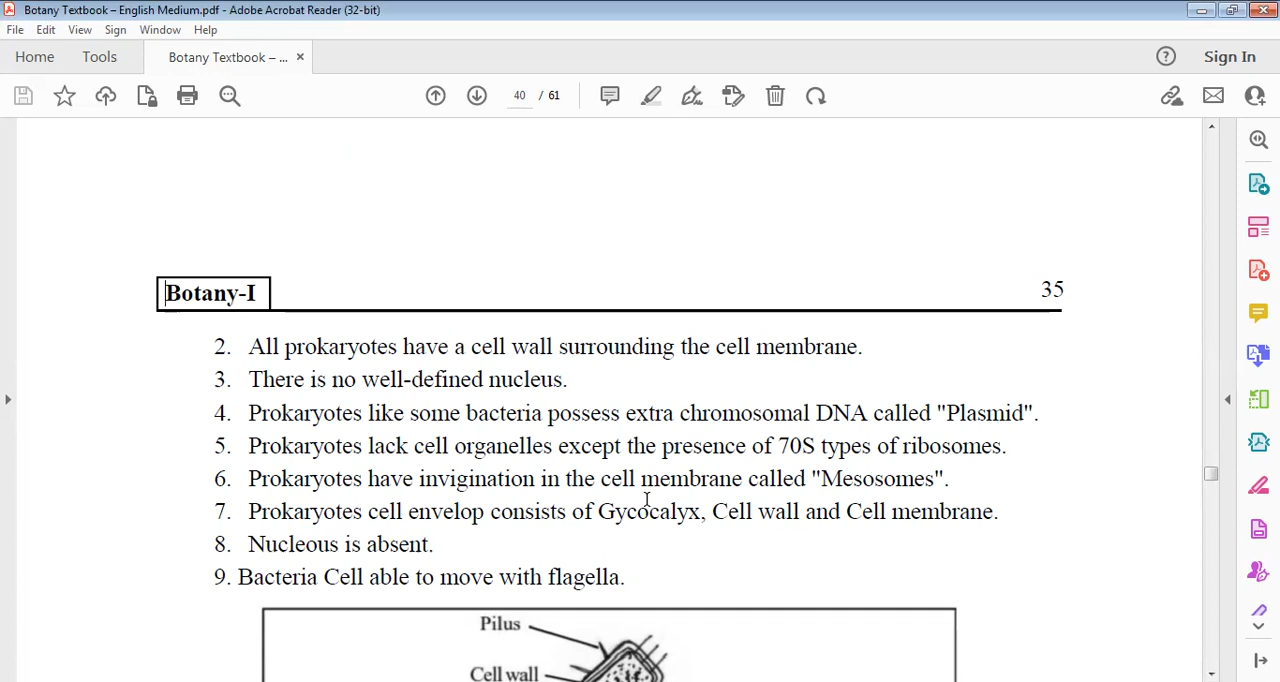 Botany Textbook – English Medium.pdf - Adobe Acrobat Reader (32-bit)
File Edit View Sign Window Help
Home Tools Botany Textbook – ... × Sign In
40 / 61
Botany-I 35
2. All prokaryotes have a cell wall surrounding the cell membrane.
3. There is no well-defined nucleus.
4. Prokaryotes like some bacteria possess extra chromosomal DNA called "Plasmid".
5. Prokaryotes lack cell organelles except the presence of 70S types of ribosomes.
6. Prokaryotes have invigination in the cell membrane called "Mesosomes".
7. Prokaryotes cell envelop consists of Gycocalyx, Cell wall and Cell membrane.
8. Nucleous is absent.
9. Bacteria Cell able to move with flagella.
Pilus
Cell wall